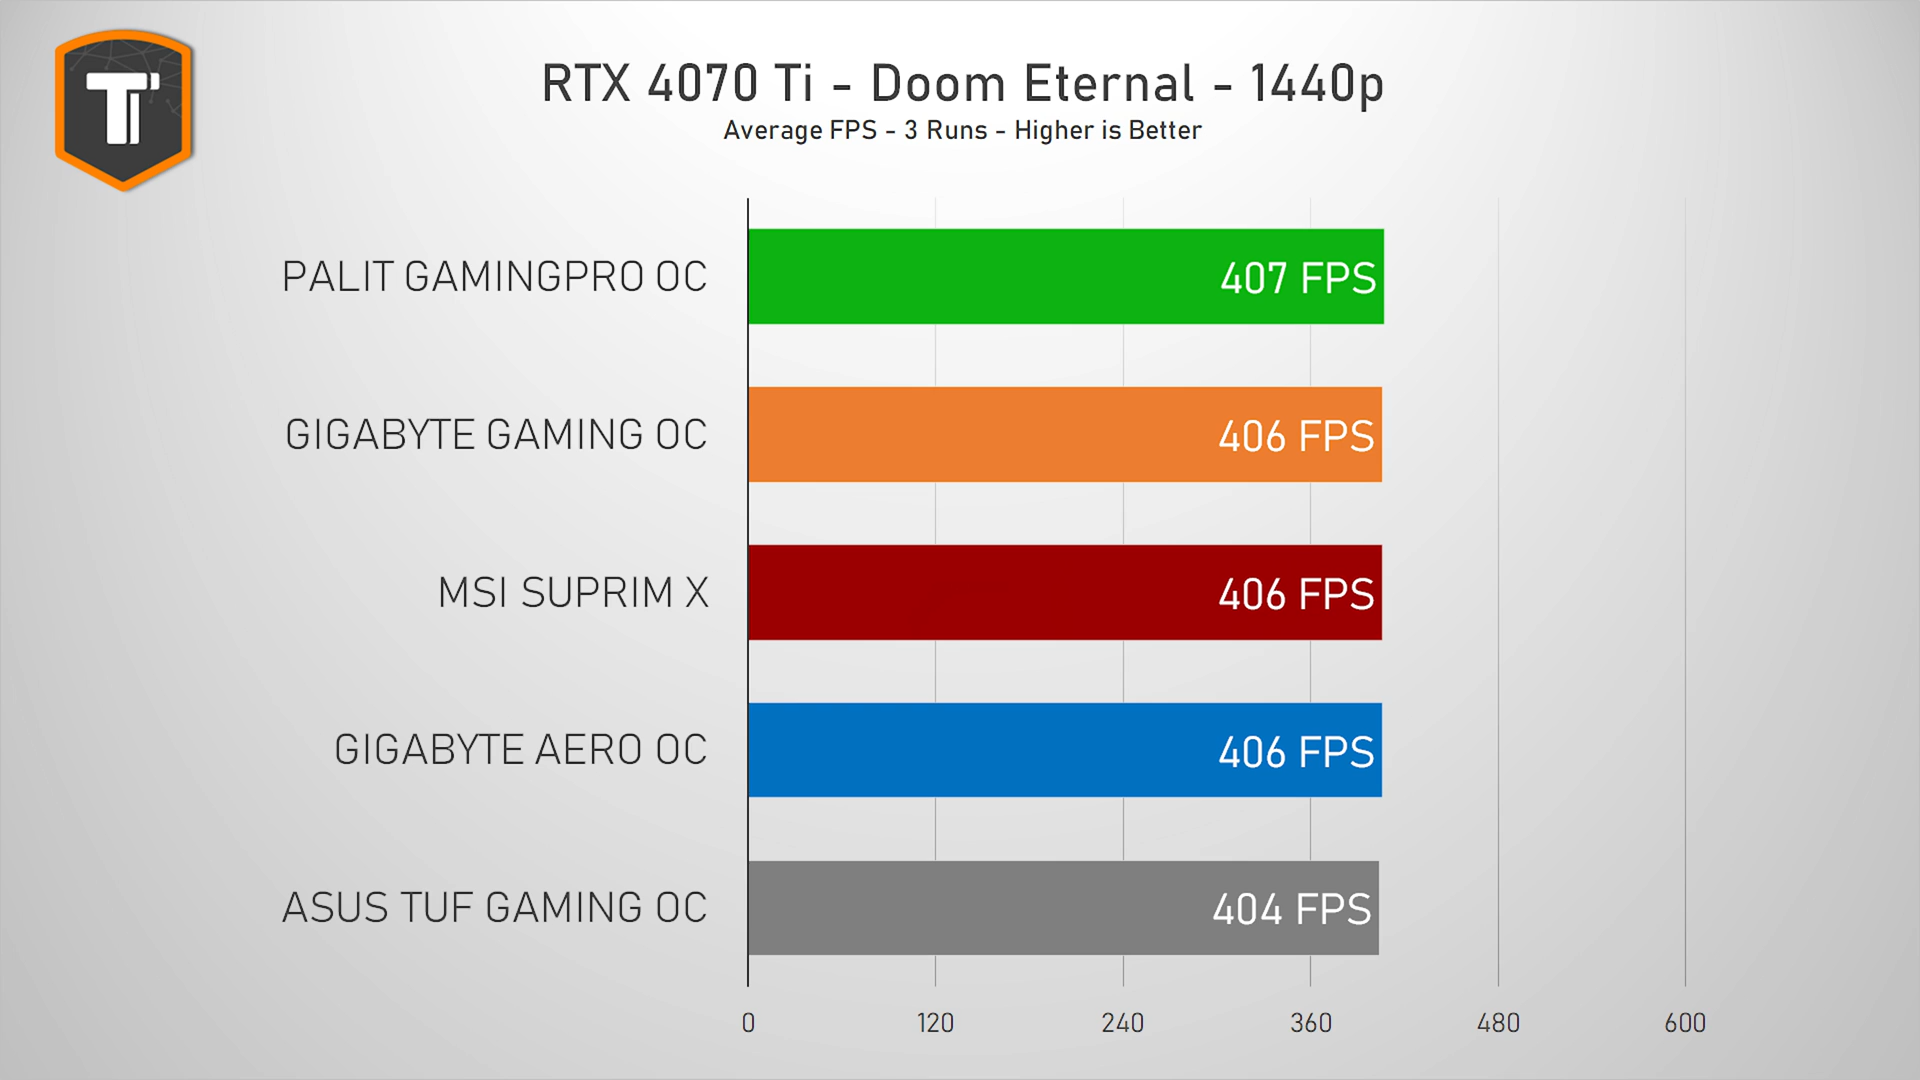 RTX 4070 Ti - Doom Eternal - 1440p
Average FPS - 3 Runs - Higher is Better
PALIT GAMINGPRO OC 407 FPS
GIGABYTE GAMING OC 406 FPS
MSI SUPRIM X 406 FPS
GIGABYTE AERO OC 406 FPS
ASUS TUF GAMING OC 404 FPS
0 120 240 360 480 600